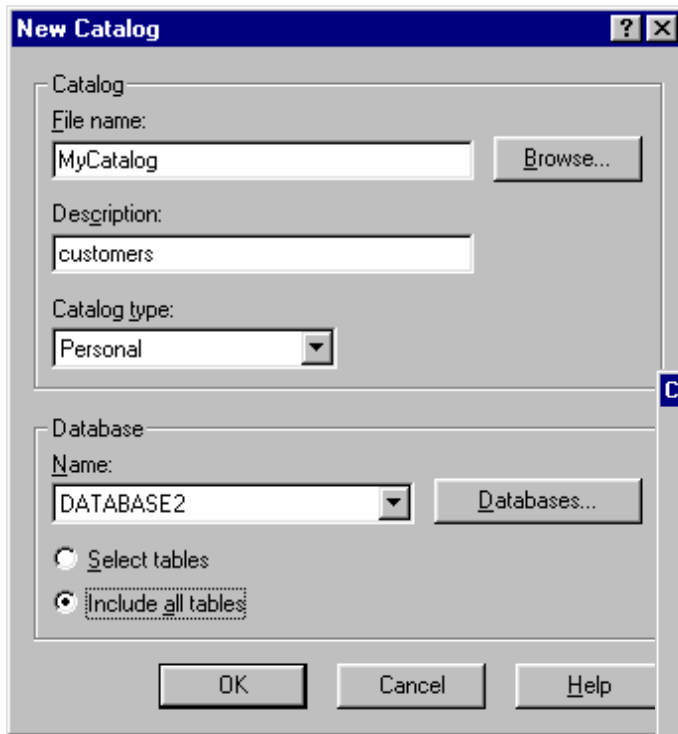 New Catalog
Catalog
File name:
MyCatalog
Browse...
Description:
customers
Catalog type:
Personal
C
Database
Name:
DATABASE2
Databases...
Select tables
Include all tables
OK
Cancel
Help